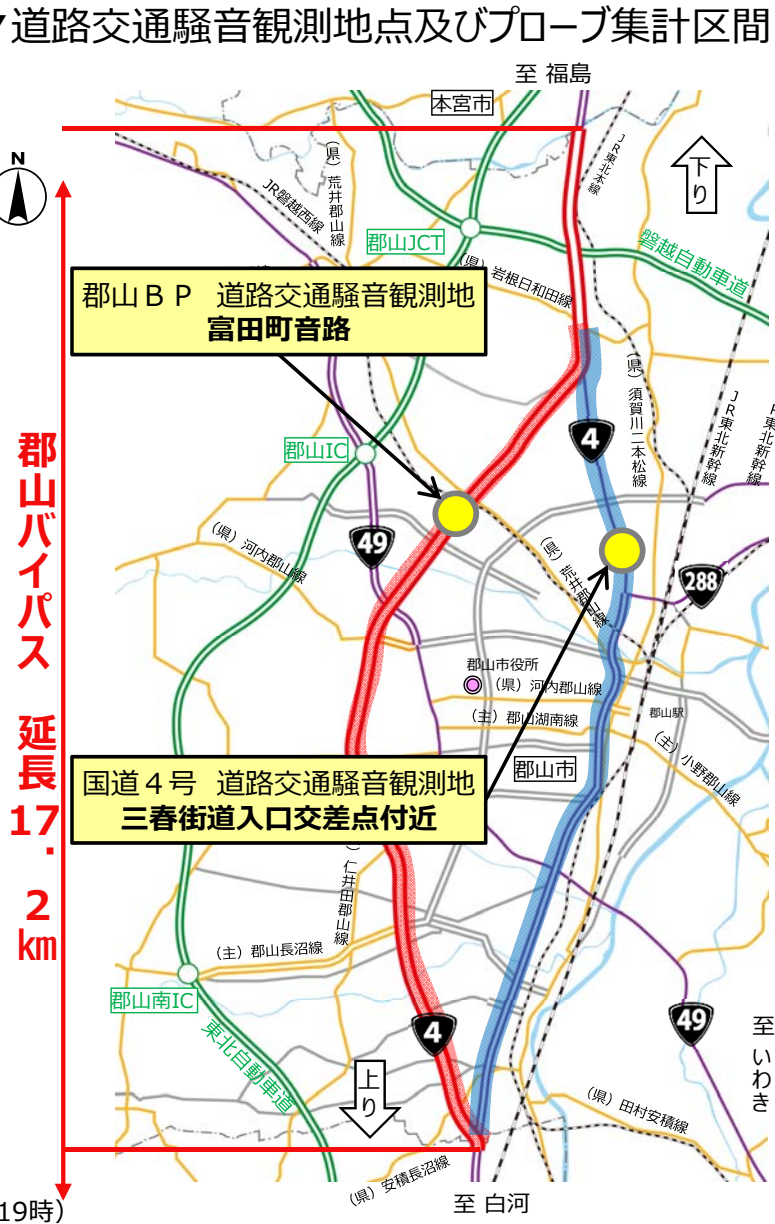 道路交通騒音観測地点及びプローブ集計区間
至 福島
本宮市
N
(県) 荒井郡山線
JR東北本線
下り
JR磐越西線
郡山JCT
(県) 岩根日和田線
磐越自動車道
郡山ＢＰ 道路交通騒音観測地
富田町音路
(県) 須賀川二本松線
JR東北新幹線
JR東北新幹線
4
郡山IC
郡山バイパス 延長17．2km
49
(県) 河内郡山線
(県) 荒井郡山線
288
郡山市役所
(県) 河内郡山線
(主) 郡山湖南線
郡山駅
(主) 小野郡山線
郡山市
国道４号 道路交通騒音観測地
三春街道入口交差点付近
仁井田郡山線
(主) 郡山長沼線
郡山南IC
東北自動車道
4
49
至 いわき
上り
(県) 田村安積線
(県) 安積長沼線
至 白河
19時）